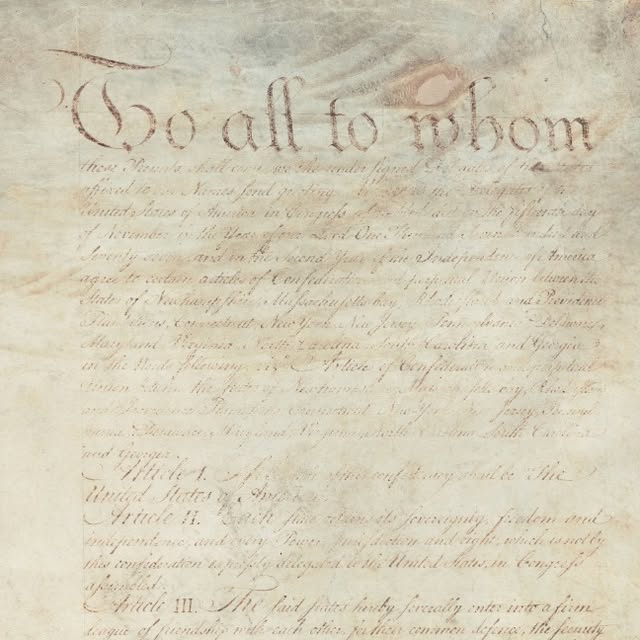 To all to whom
these Presents shall come, we the under signed Delegates of the States
affixed to our Names send greeting. Whereas the Delegates of the
United States of America in Congress assembled did on the fifteenth day
of November in the Year of our Lord One Thousand Seven Hundred and
Seventy seven, and in the Second Year of the Independence of America
agree to certain articles of Confederation and perpetual Union between the
States of Newhampshire, Massachusetts-bay, Rhodeisland and Providence
Plantations, Connecticut, New York, New Jersey, Pennsylvania, Delaware,
Maryland, Virginia, North Carolina, South Carolina and Georgia
in the Words following, viz. Articles of Confederation and perpetual
Union between the states of Newhampshire, Massachusetts-bay, Rhodeisland
and Providence Plantations, Connecticut, New York, New Jersey, Pennsyl
vania, Delaware, Maryland, Virginia, North Carolina, South Carolina
and Georgia.
Article I. The Stile of this confederacy shall be "The
United States of America."
Article II. Each state retains its sovereignty, freedom and
independence, and every Power, Jurisdiction and right, which is not by
this confederation expressly delegated to the United States, in Congress
assembled.
Article III. The said states hereby severally enter into a firm
league of friendship with each other, for their common defence, the security